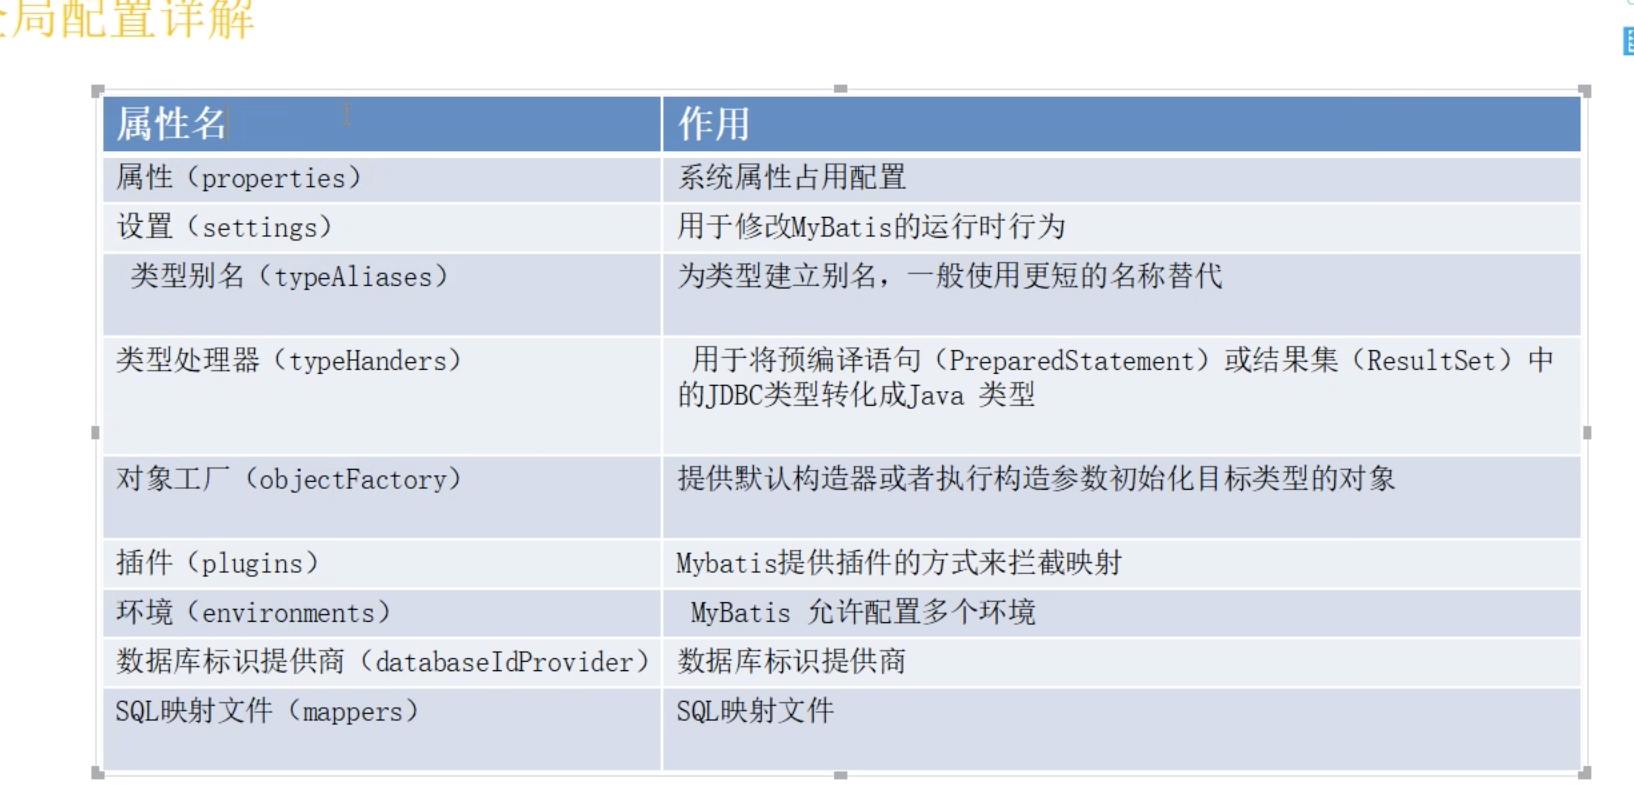 全局配置详解
属性名 作用
属性（properties） 系统属性占用配置
设置（settings） 用于修改MyBatis的运行时行为
类型别名（typeAliases） 为类型建立别名，一般使用更短的名称替代
类型处理器（typeHanders） 用于将预编译语句（PreparedStatement）或结果集（ResultSet）中
的JDBC类型转化成Java 类型
对象工厂（objectFactory） 提供默认构造器或者执行构造参数初始化目标类型的对象
插件（plugins） Mybatis提供插件的方式来拦截映射
环境（environments） MyBatis 允许配置多个环境
数据库标识提供商（databaseIdProvider） 数据库标识提供商
SQL映射文件（mappers） SQL映射文件